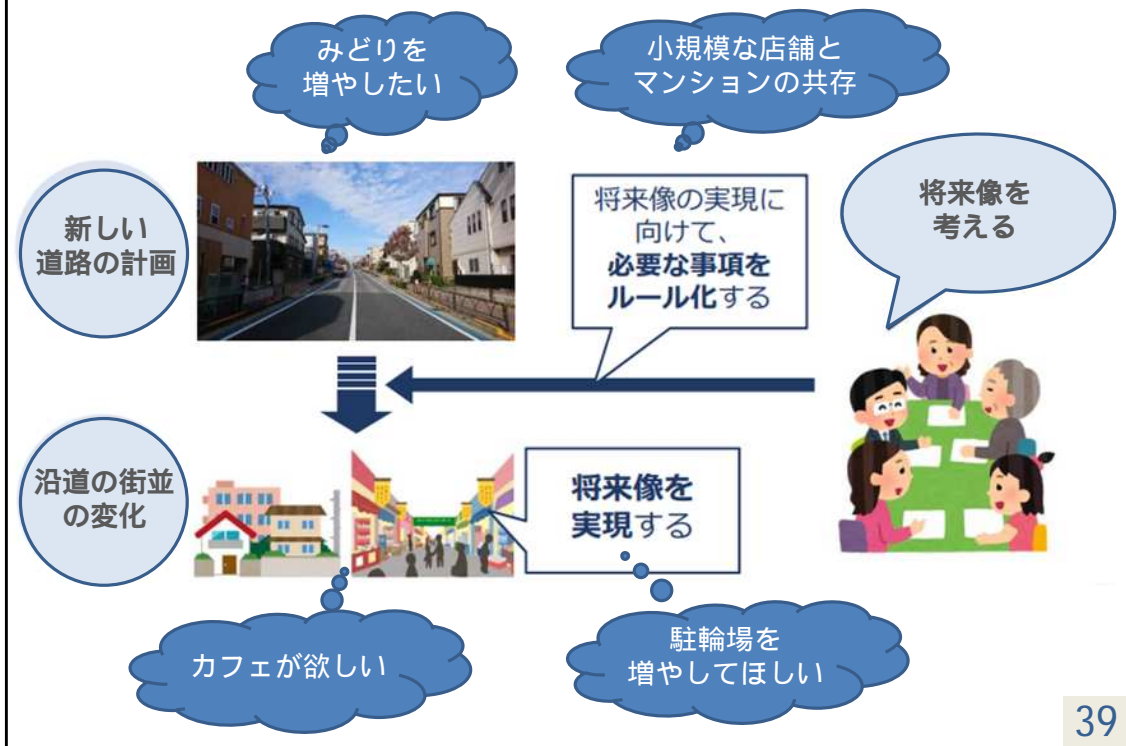 みどりを
増やしたい
小規模な店舗と
マンションの共存
新しい
道路の計画
将来像の実現に
向けて、
必要な事項を
ルール化する
将来像を
考える
沿道の街並
の変化
将来像を
実現する
カフェが欲しい
駐輪場を
増やしてほしい
39